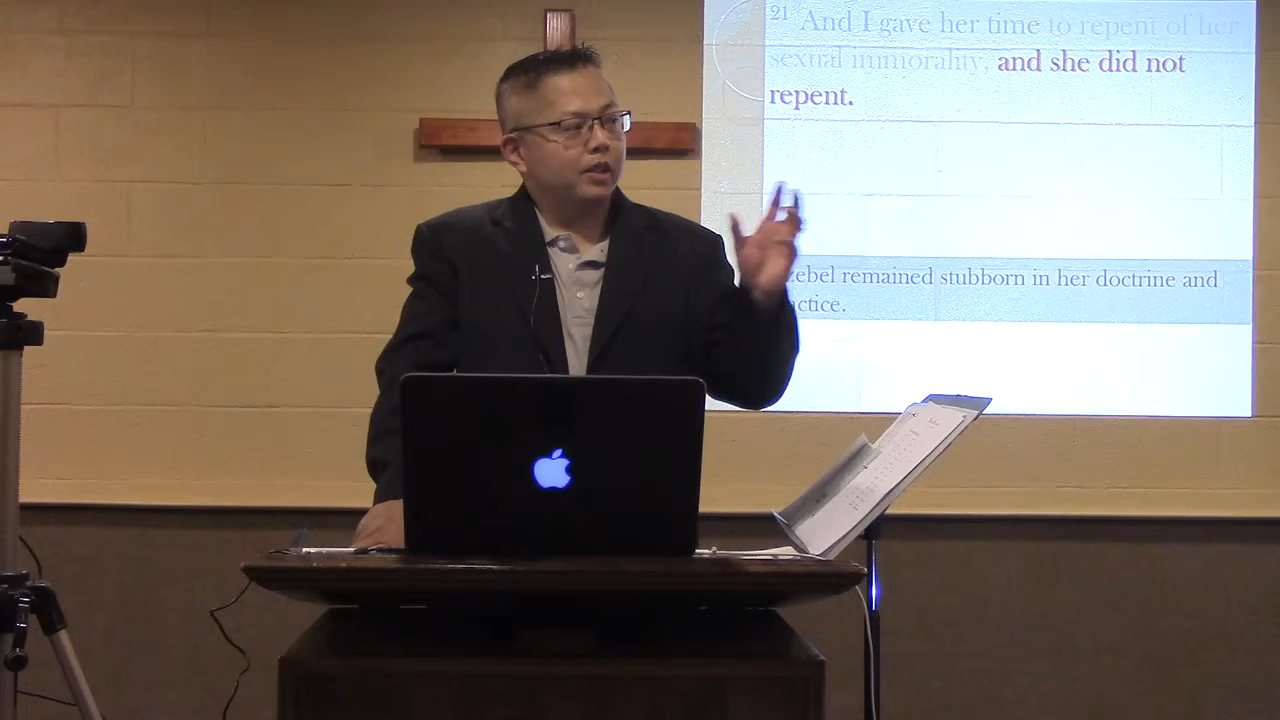 21 And I gave her time to repent of her
sexual immorality, and she did not
repent.
zebel remained stubborn in her doctrine and
actice.